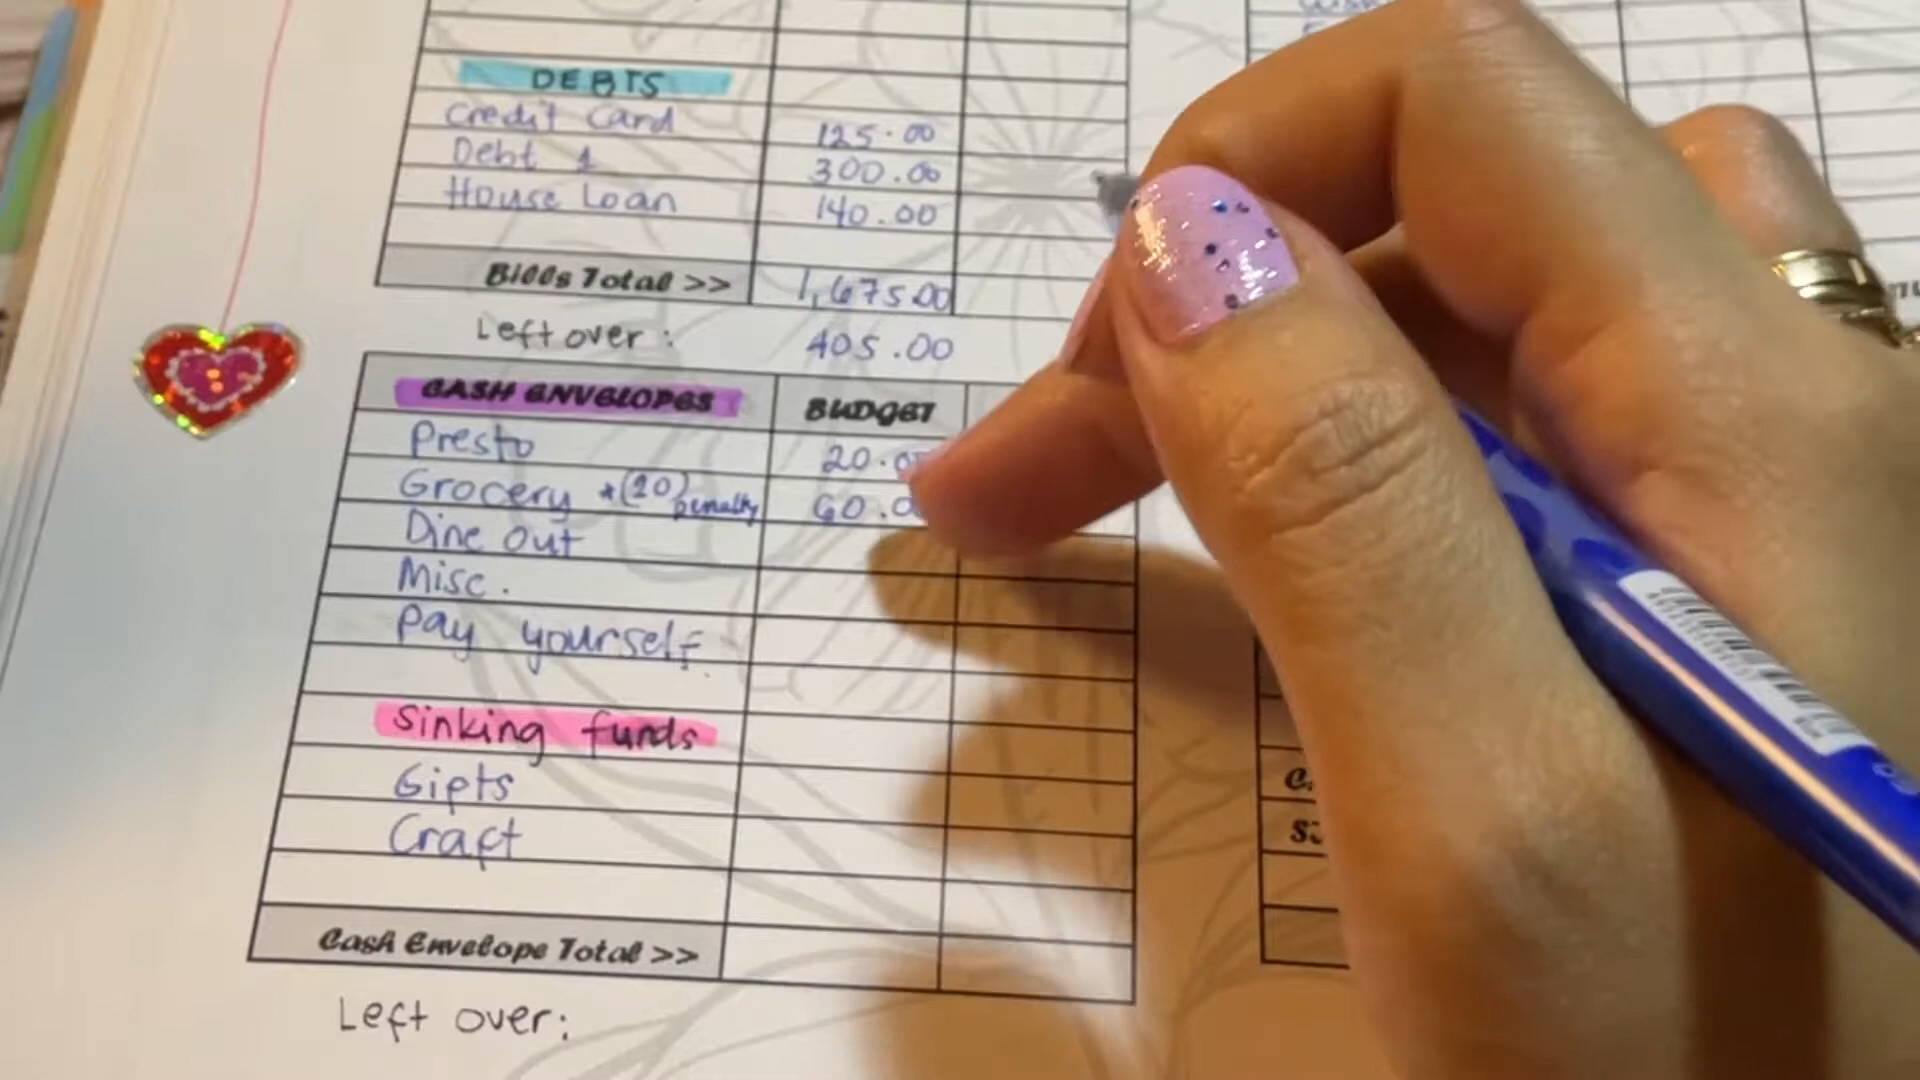 DEBTS
Credit Card 125.00
Debt 1 300.00
House Loan 140.00
Bills Total >> 1,675.00
Left over: 405.00
CASH ENVELOPES BUDGET
Presto 20.0
Grocery *(20) penalty 60.0
Dine Out
Misc.
Pay yourself
Sinking funds
Gifts
Craft
Cash Envelope Total >>
Left over: